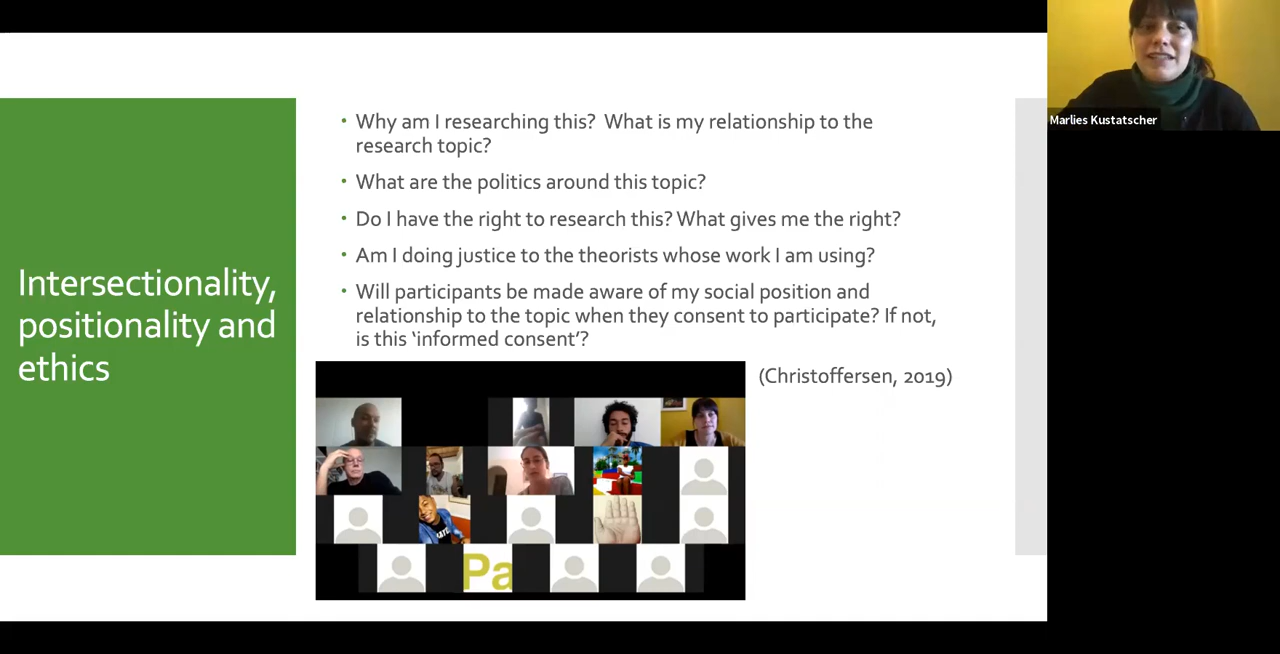 Intersectionality,
positionality and
ethics
• Why am I researching this? What is my relationship to the
research topic?
• What are the politics around this topic?
• Do I have the right to research this? What gives me the right?
• Am I doing justice to the theorists whose work I am using?
• Will participants be made aware of my social position and
relationship to the topic when they consent to participate? If not,
is this ‘informed consent’?
(Christoffersen, 2019)
Pa
Marlies Kustatscher